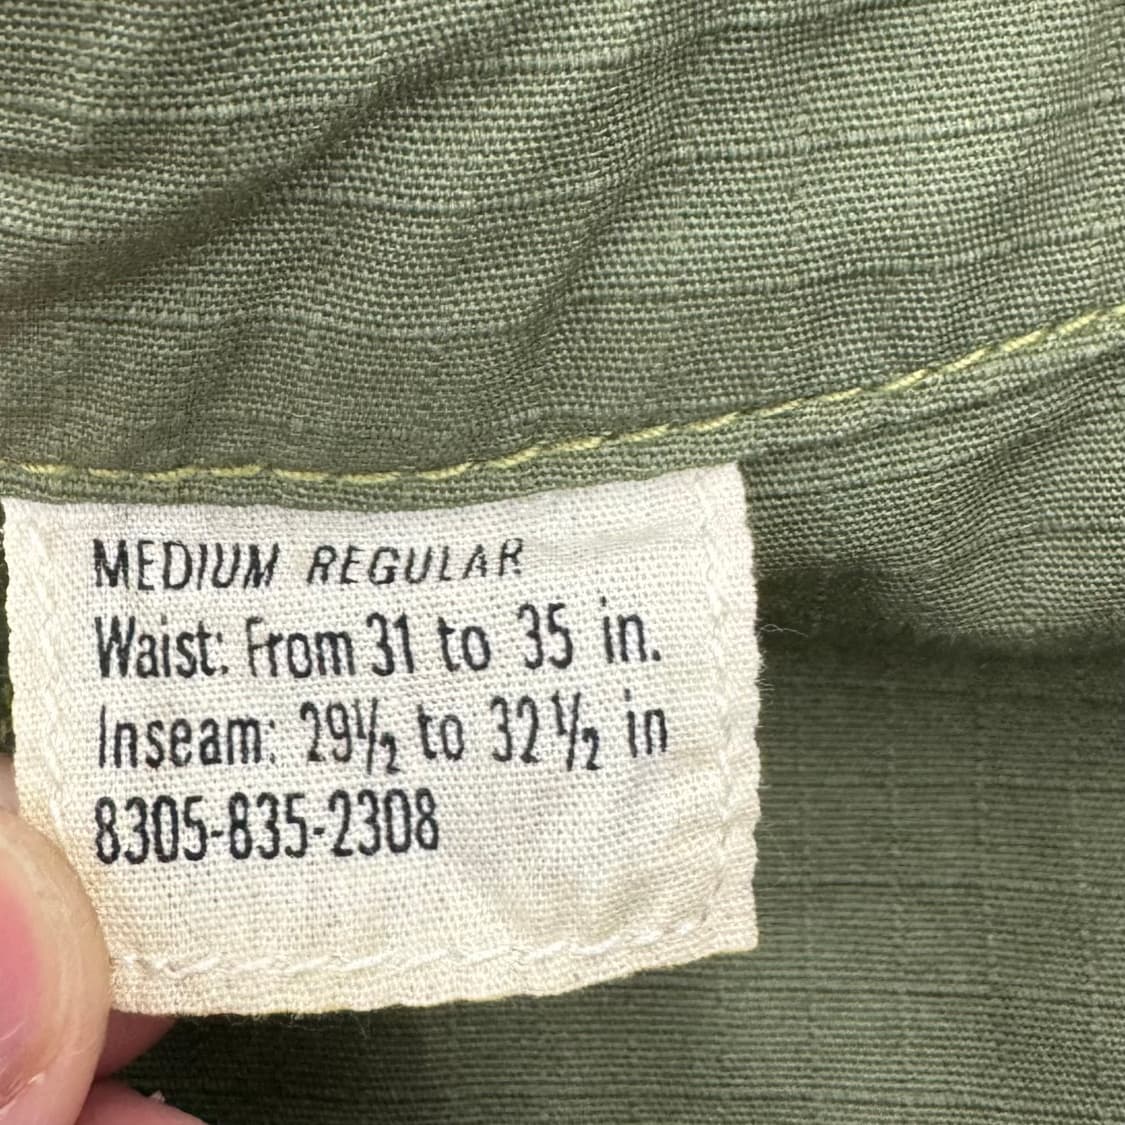 MEDIUM REGULAR
Waist: From 31 to 35 in.
Inseam: 29½ to 32½ in
8305-835-2308